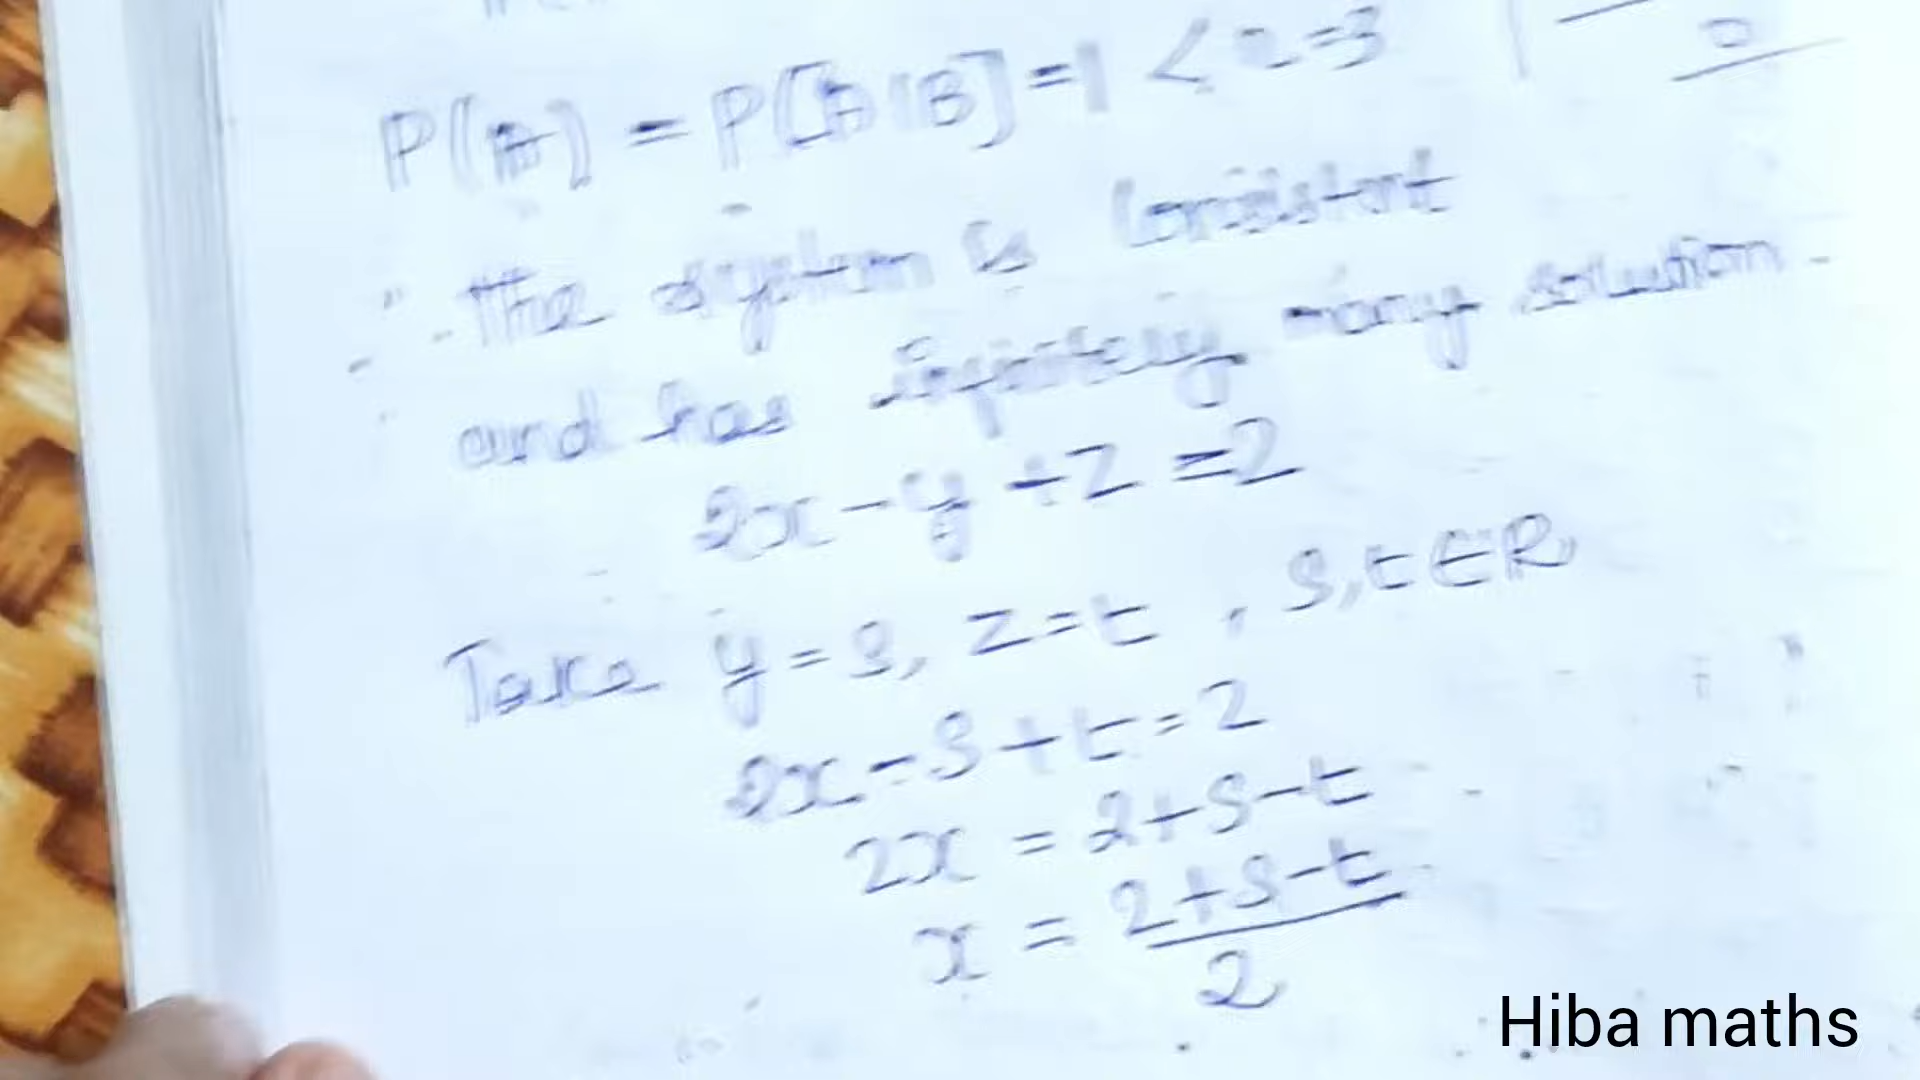 P(A) = P[A|B] = 1 < 2 = 3
∴ The system is consistent
and has infinitely many solution.
2x - y + z = 2
Take y = s, z = t, s, t ∈ R
2x - s + t = 2
2x = 2 + s - t
x = (2 + s - t)/2
Hiba maths